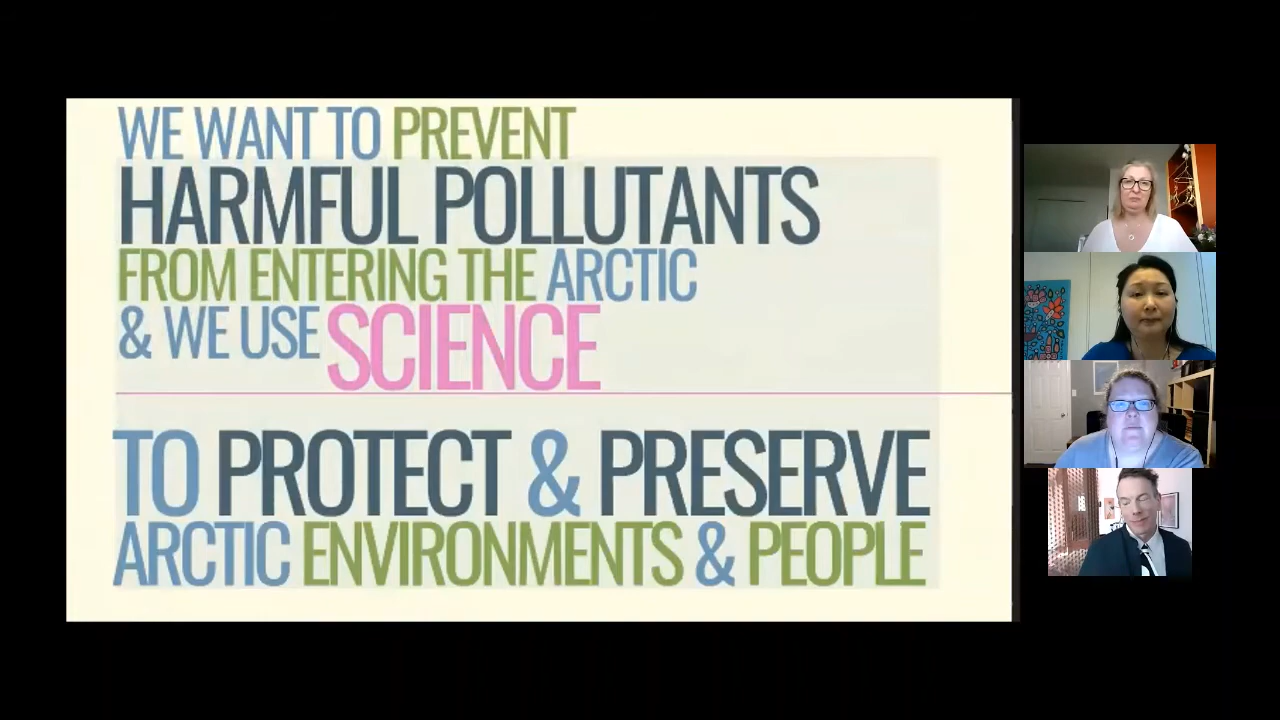 WE WANT TO PREVENT
HARMFUL POLLUTANTS
FROM ENTERING THE ARCTIC
& WE USE SCIENCE
TO PROTECT & PRESERVE
ARCTIC ENVIRONMENTS & PEOPLE